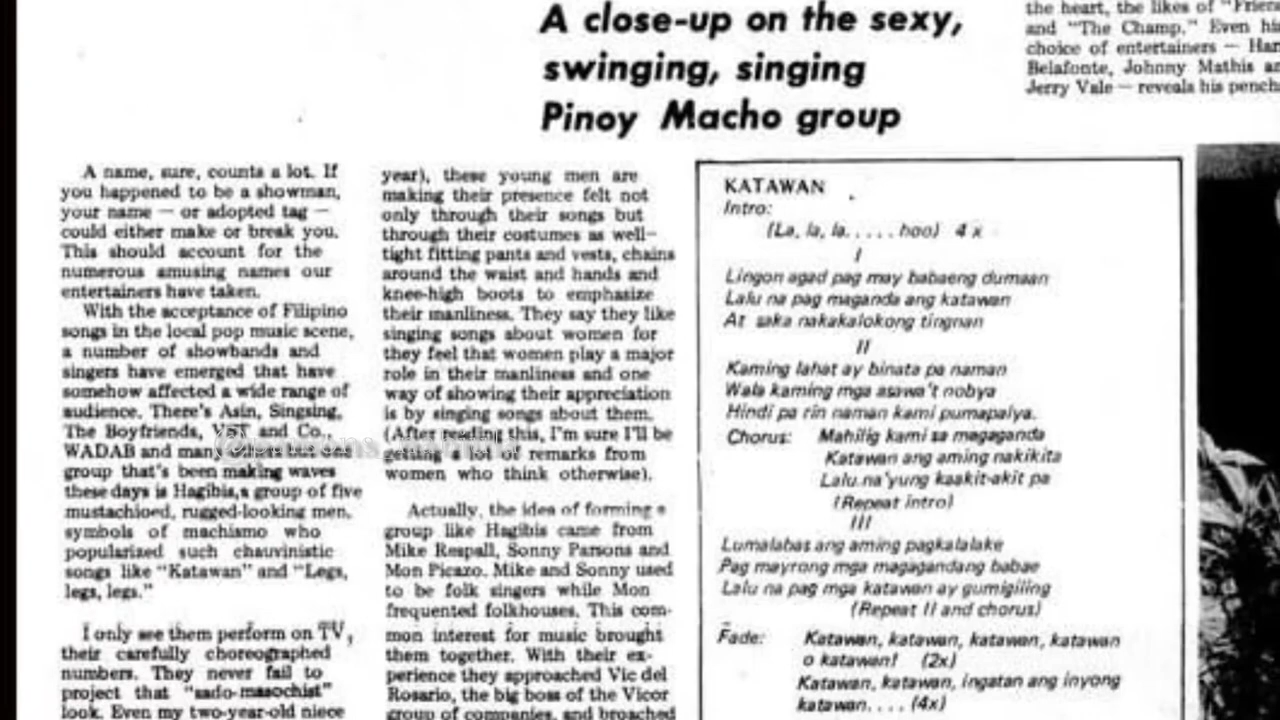 A close-up on the sexy,
swinging, singing
Pinoy Macho group
A name, sure, counts a lot. If
you happened to be a showman,
your name — or adopted tag —
could either make or break you.
This should account for the
numerous amusing names our
entertainers have taken.
With the acceptance of Filipino
songs in the local pop music scene,
a number of showbands and
singers have emerged that have
somehow affected a wide range of
audience. There's Asin, Singsing,
The Boyfriends, VST and Co.,
WADAB and many
group that's been making waves
these days is Hagibis, a group of five
mustachioed, rugged-looking men,
symbols of machismo who
popularized such chauvinistic
songs like "Katawan" and "Legs,
legs, legs."
I only see them perform on TV,
their carefully choreographed
numbers. They never fail to
project that "sado-masochist"
look. Even my two-year-old niece
year), these young men are
making their presence felt not
only through their songs but
through their costumes as well—
tight fitting pants and vests, chains
around the waist and hands and
knee-high boots to emphasize
their manliness. They say they like
singing songs about women for
they feel that women play a major
role in their manliness and one
way of showing their appreciation
is by singing songs about them.
(After reading this, I'm sure I'll be
getting a lot of remarks from
women who think otherwise).
Actually, the idea of forming a
group like Hagibis came from
Mike Respall, Sonny Parsons and
Mon Picazo. Mike and Sonny used
to be folk singers while Mon
frequented folkhouses. This com-
mon interest for music brought
them together. With their ex-
perience they approached Vic del
Rosario, the big boss of the Vicor
group of companies, and broached
KATAWAN
Intro:
(La, la, la. . . . . hoo) 4 x
I
Lingon agad pag may babaeng dumaan
Lalu na pag maganda ang katawan
At saka nakakalokong tingnan
II
Kaming lahat ay binata pa naman
Wala kaming mga asawa't nobya
Hindi pa rin naman kami pumapalya.
Chorus: Mahilig kami sa magaganda
Katawan ang aming nakikita
Lalu na'yung kaakit-akit pa
(Repeat intro)
III
Lumalabas ang aming pagkalalake
Pag mayrong mga magagandang babae
Lalu na pag mga katawan ay gumigiling
(Repeat II and chorus)
Fade: Katawan, katawan, katawan, katawan
o katawan! (2x)
Katawan, katawan, ingatan ang inyong
katawan. . . . (4x)
the heart, the likes of
and "The Champ." Even
choice of entertainers —
Belafonte, Johnny Mathis
Jerry Vale — reveals his